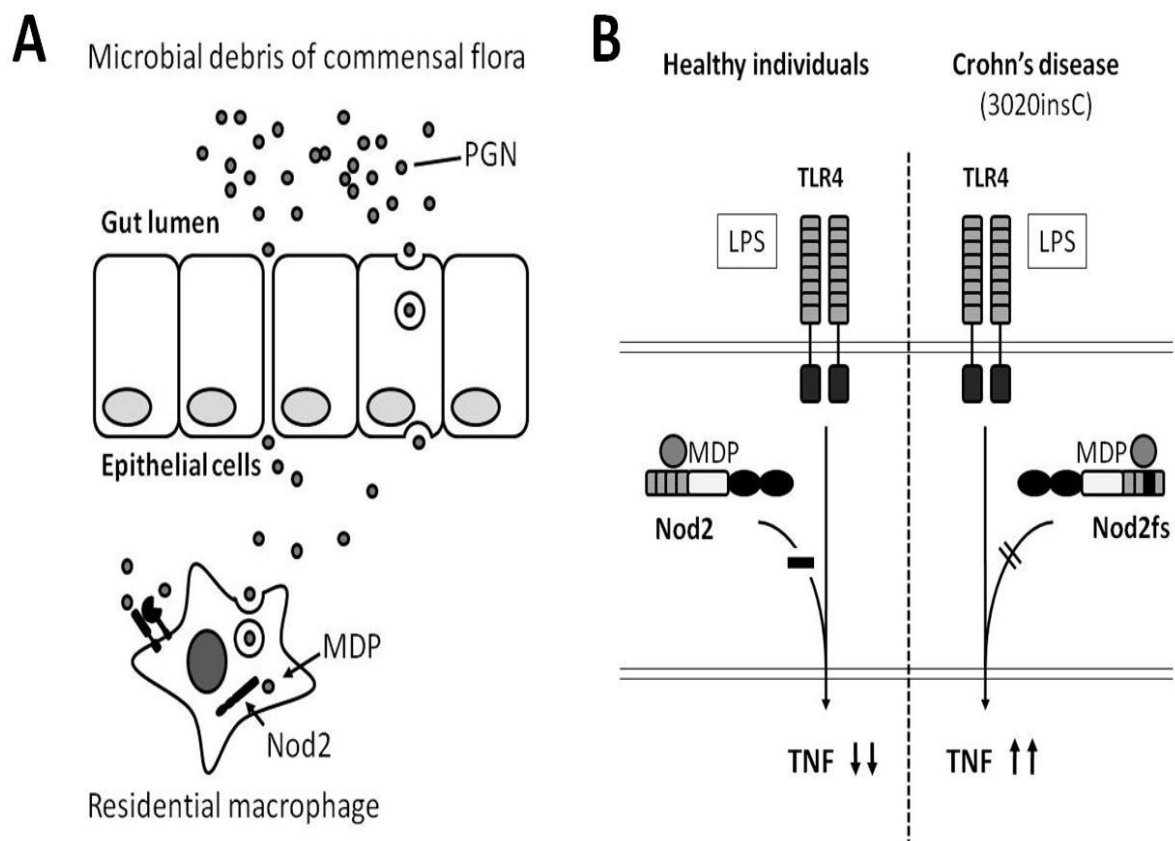 A
Microbial debris of commensal flora
PGN
Gut lumen
Epithelial cells
MDP
Nod2
Residential macrophage
B
Healthy individuals
Crohn's disease
(3020insC)
TLR4
TLR4
LPS
LPS
MDP
MDP
Nod2
Nod2fs
TNF ↓↓
TNF ↑↑